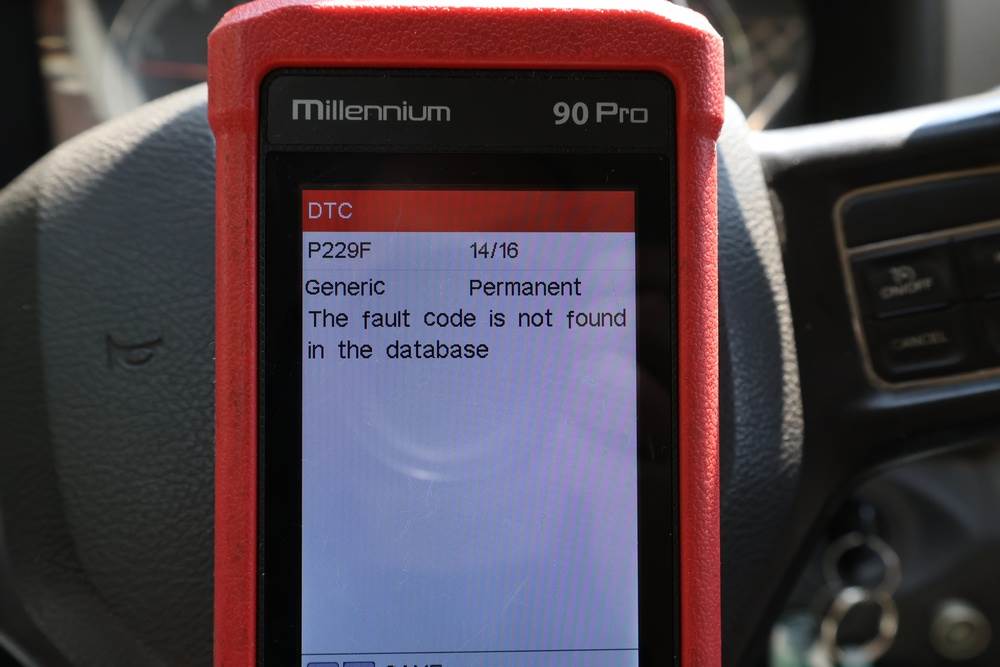 Millennium 90 Pro
DTC
P229F 14/16
Generic Permanent
The fault code is not found
in the database
ON/OFF
CANCEL